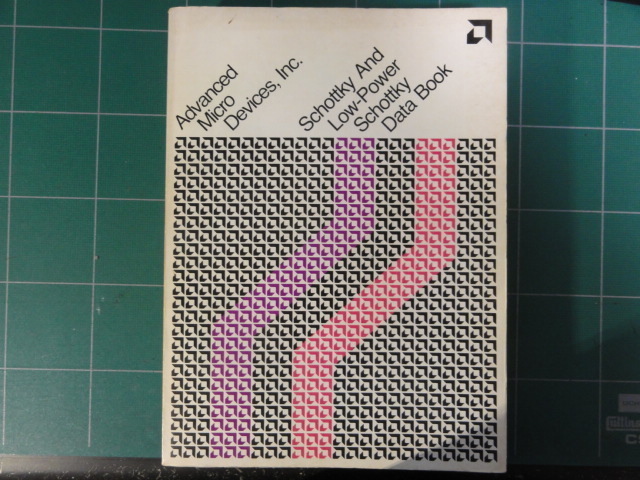 Advanced
Micro
Devices, Inc.
Schottky And
Low-Power
Schottky
Data Book